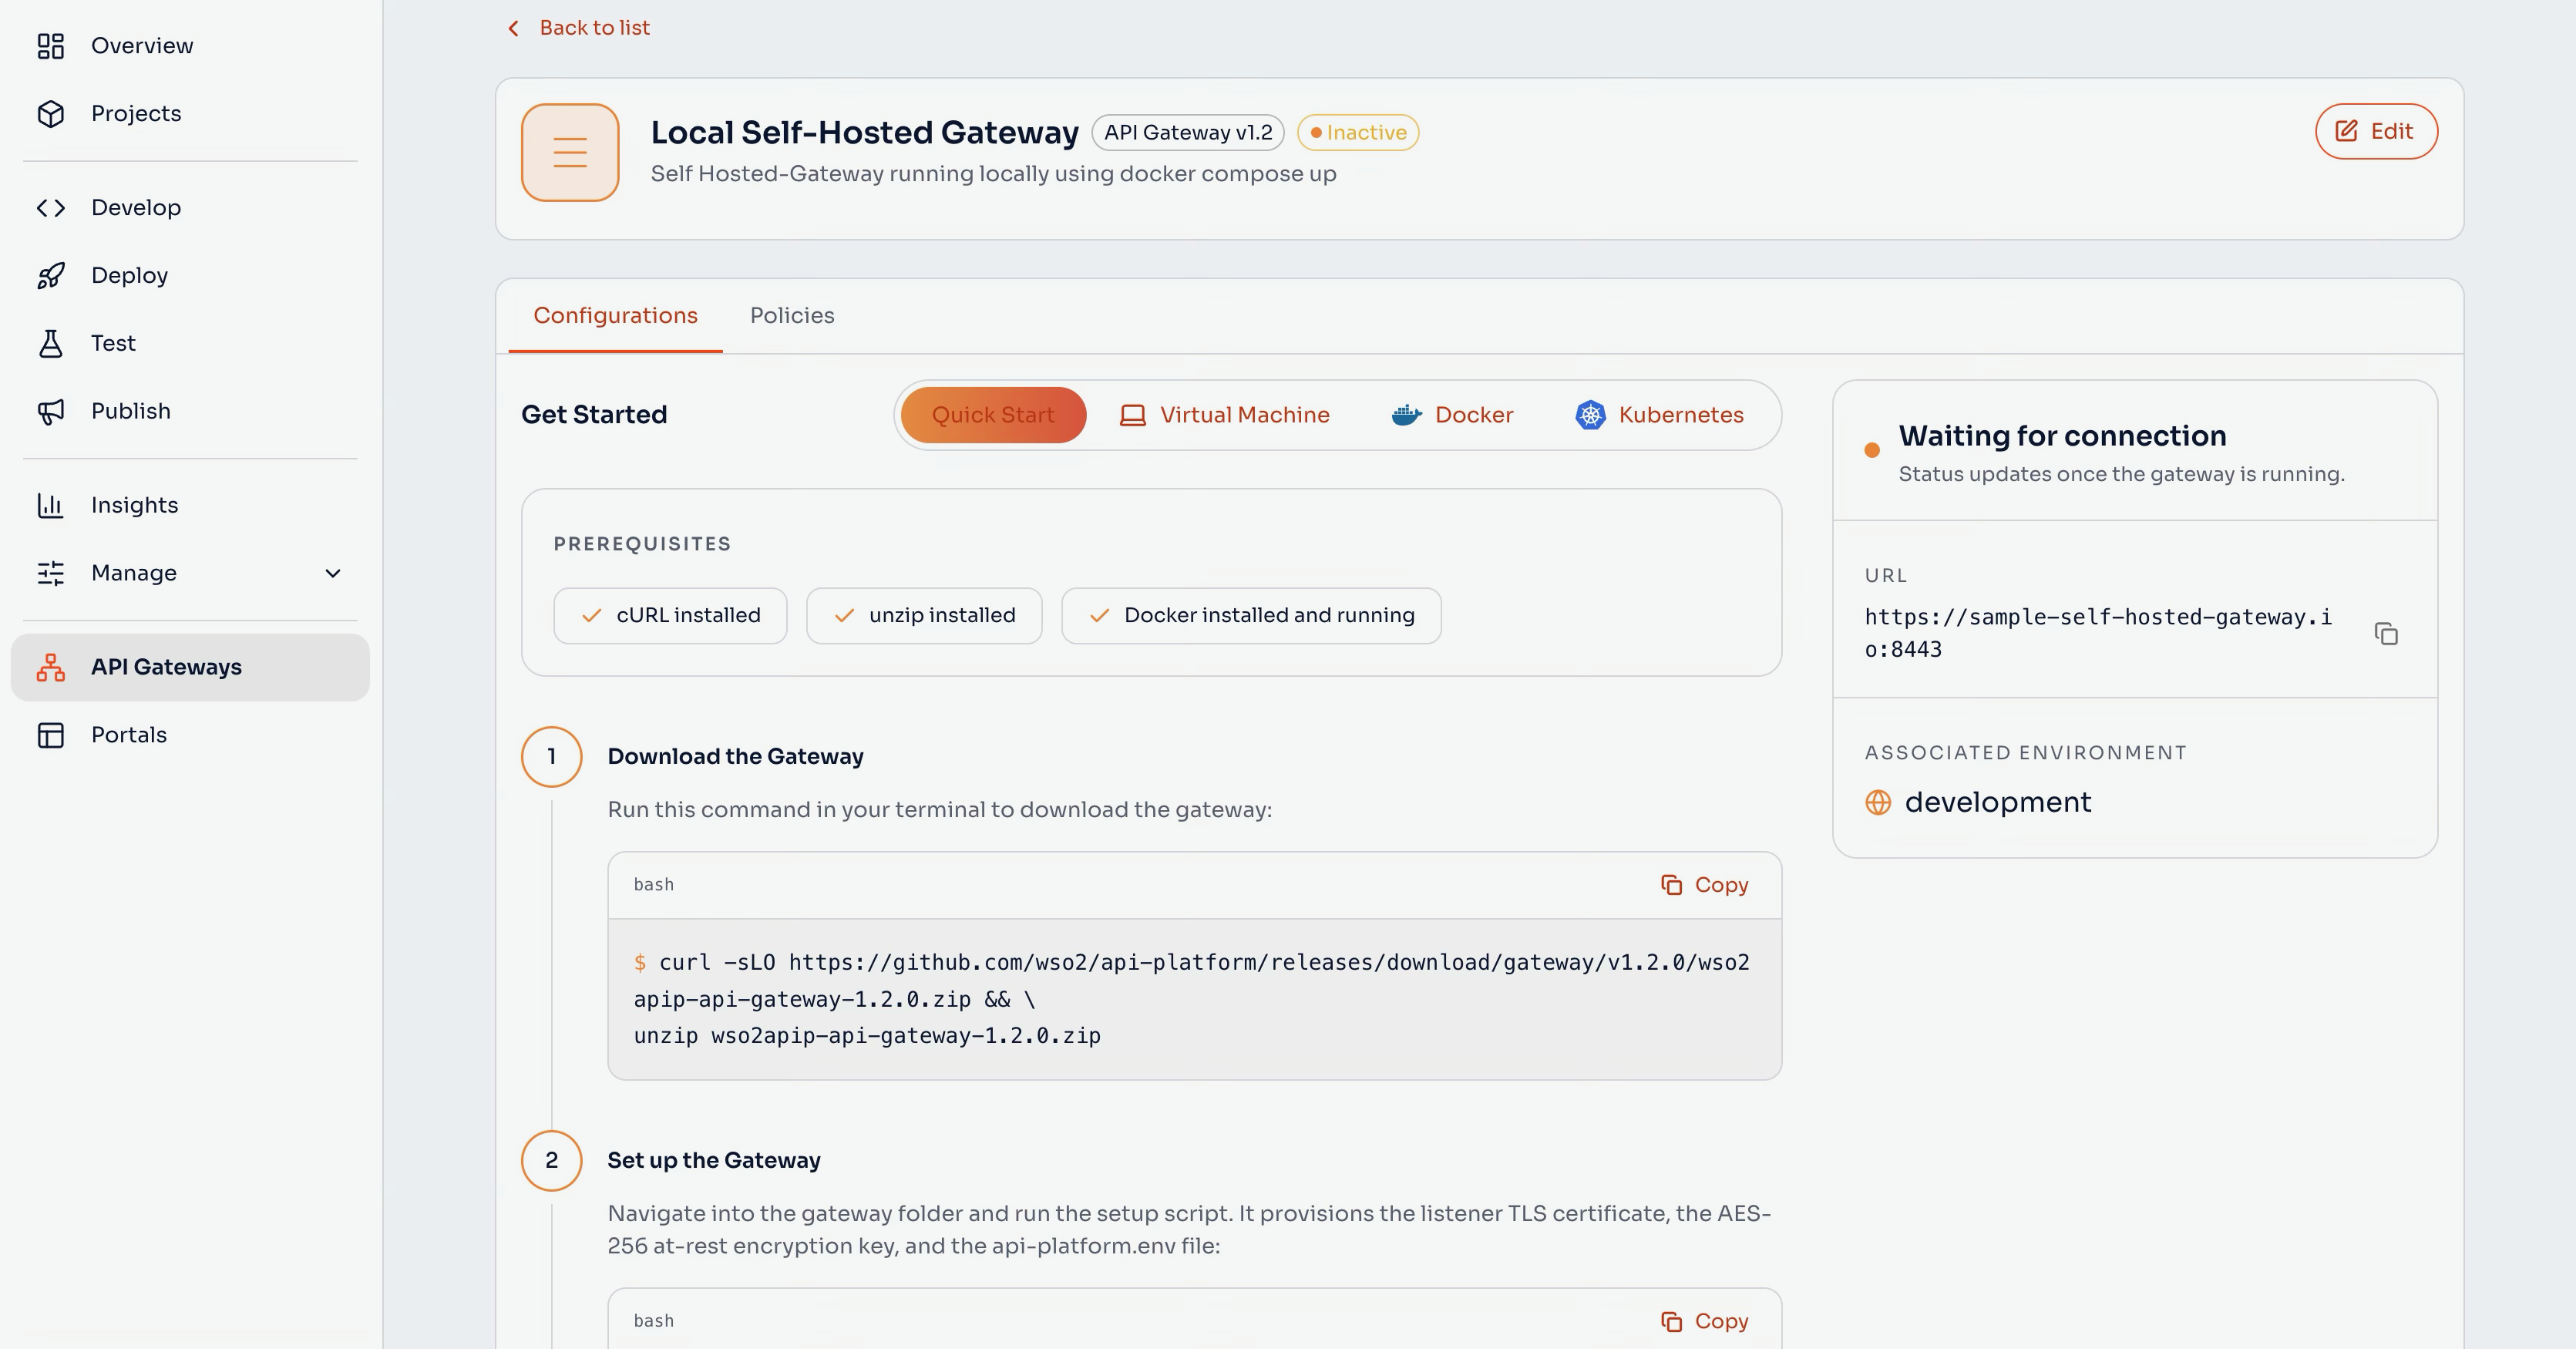 Overview
Projects
Develop
Deploy
Test
Publish
Insights
Manage
API Gateways
Portals
Back to list
Local Self-Hosted Gateway
API Gateway v1.2
Inactive
Self Hosted-Gateway running locally using docker compose up
Edit
Configurations
Policies
Get Started
Quick Start
Virtual Machine
Docker
Kubernetes
PREREQUISITES
cURL installed
unzip installed
Docker installed and running
1
Download the Gateway
Run this command in your terminal to download the gateway:
bash
Copy
$ curl -sLO https://github.com/wso2/api-platform/releases/download/gateway/v1.2.0/wso2
apip-api-gateway-1.2.0.zip && \
unzip wso2apip-api-gateway-1.2.0.zip
2
Set up the Gateway
Navigate into the gateway folder and run the setup script. It provisions the listener TLS certificate, the AES-
256 at-rest encryption key, and the api-platform.env file:
bash
Copy
Waiting for connection
Status updates once the gateway is running.
URL
https://sample-self-hosted-gateway.i
o:8443
ASSOCIATED ENVIRONMENT
development